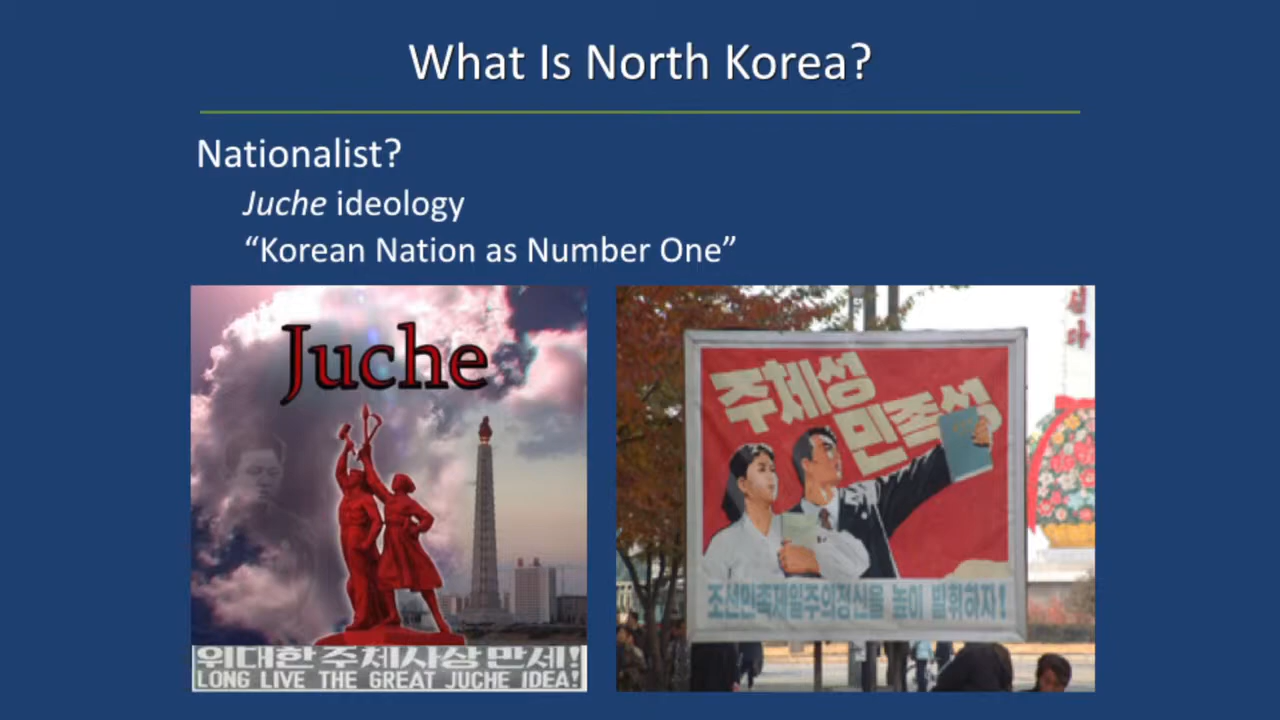 What Is North Korea?
Nationalist?
Juche ideology
“Korean Nation as Number One”
Juche
위대한 주체사상 만세!
LONG LIVE THE GREAT JUCHE IDEA!
주체성
민족성
조선민족제일주의정신을 높이 발휘하자!